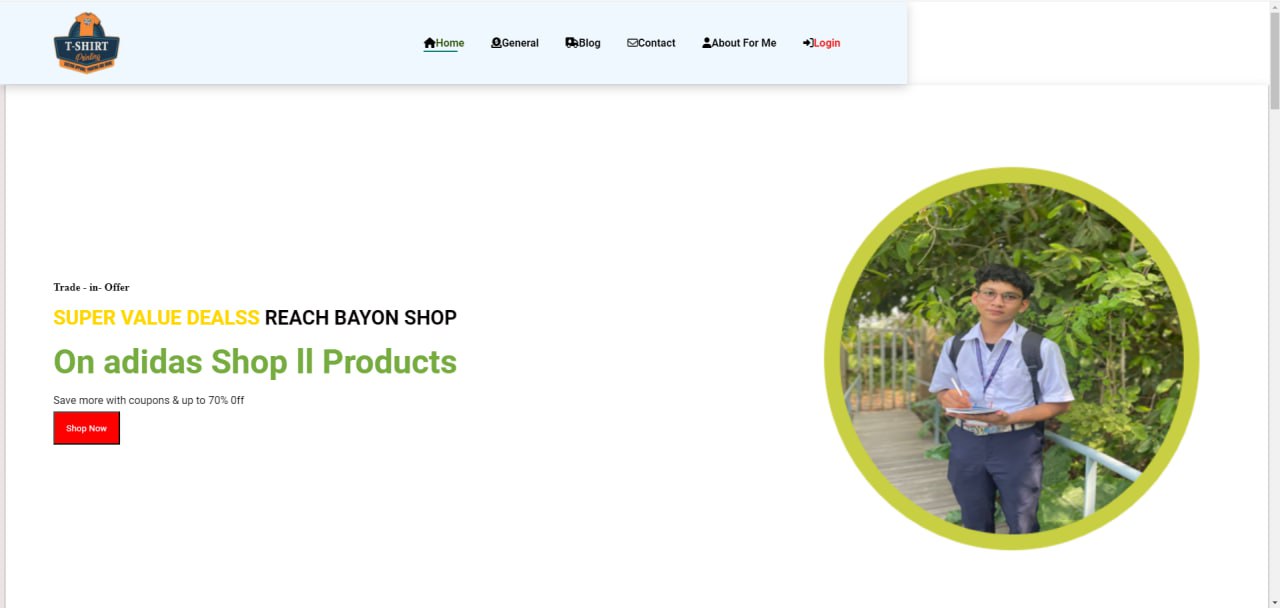 T-SHIRT
Printing
Home General Blog Contact About For Me Login
Trade - in- Offer
SUPER VALUE DEALSS REACH BAYON SHOP
On adidas Shop ll Products
Save more with coupons & up to 70% 0ff
Shop Now